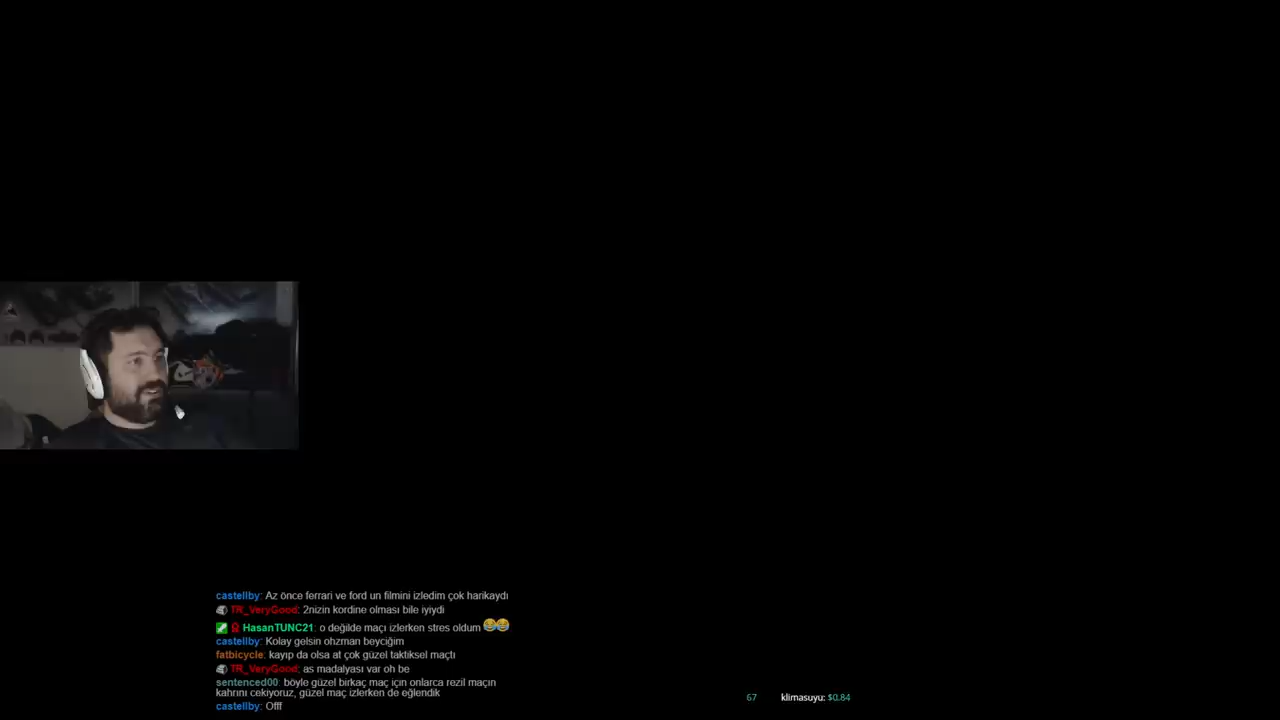 castellby: Az önce ferrari ve ford un filmini izledim çok harikaydı
TR_VeryGood: 2nizin kordine olması bile iyiydi
HasanTUNC21: o değilde maçı izlerken stres oldum 😂😂
castellby: Kolay gelsin ohzman beyciğim
fatbicycle: kayıp da olsa at çok güzel taktiksel maçtı
TR_VeryGood: as madalyası var oh be
sentenced00: böyle güzel birkaç maç için onlarca rezil maçın
kahrını cekiyoruz, güzel maç izlerken de eğlendik
67 klimasuyu: $0.84
castellby: Offf